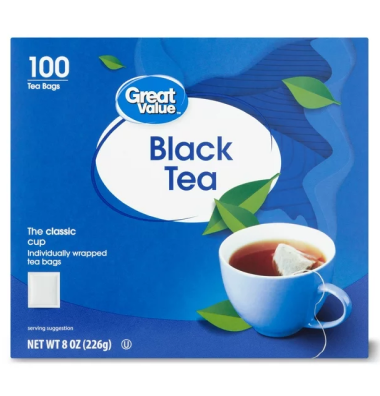 100
Tea Bags
Great
Value
Black
Tea
The classic
cup
Individually wrapped
tea bags
serving suggestion
NET WT 8 OZ (226g) U